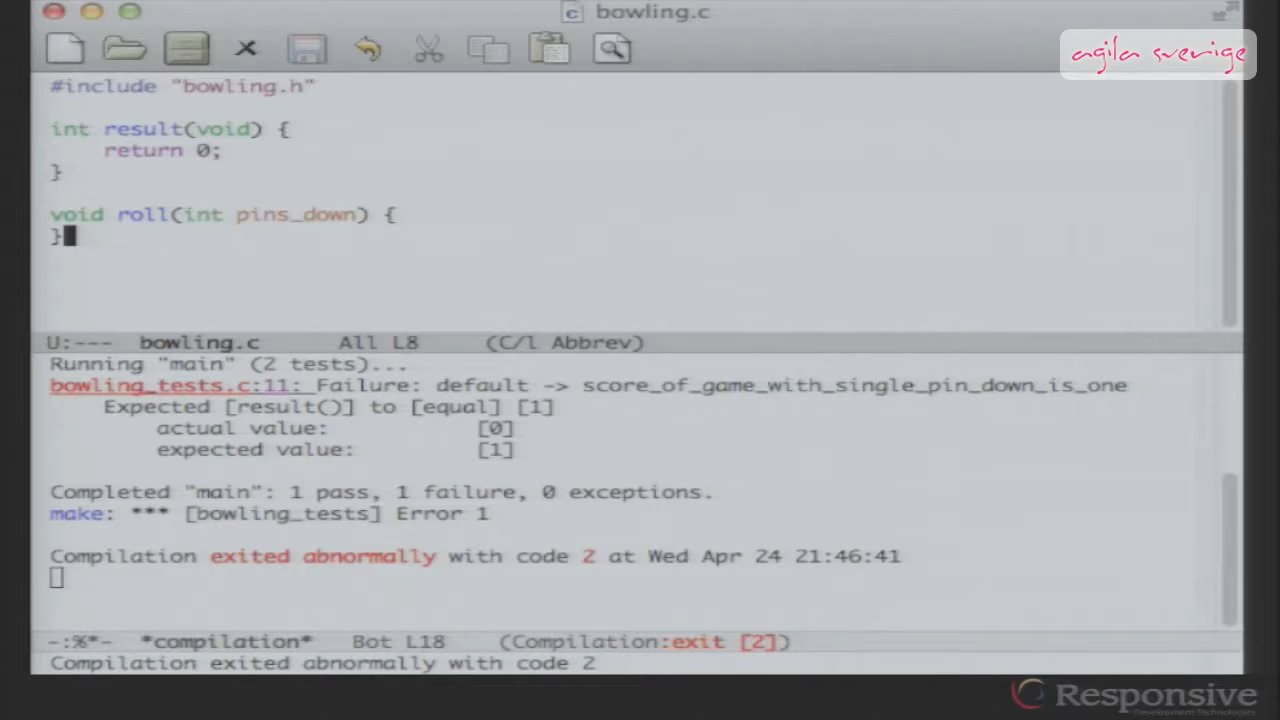 bowling.c
agila sverige
#include "bowling.h"
int result(void) {
return 0;
}
void roll(int pins_down) {
}
U:--- bowling.c All L8 (C/l Abbrev)
Running "main" (2 tests)...
bowling_tests.c:11: Failure: default -> score_of_game_with_single_pin_down_is_one
Expected [result()] to [equal] [1]
actual value: [0]
expected value: [1]
Completed "main": 1 pass, 1 failure, 0 exceptions.
make: *** [bowling_tests] Error 1
Compilation exited abnormally with code 2 at Wed Apr 24 21:46:41
-:%*- *compilation* Bot L18 (Compilation:exit [2])
Compilation exited abnormally with code 2
Responsive
Development Technologies